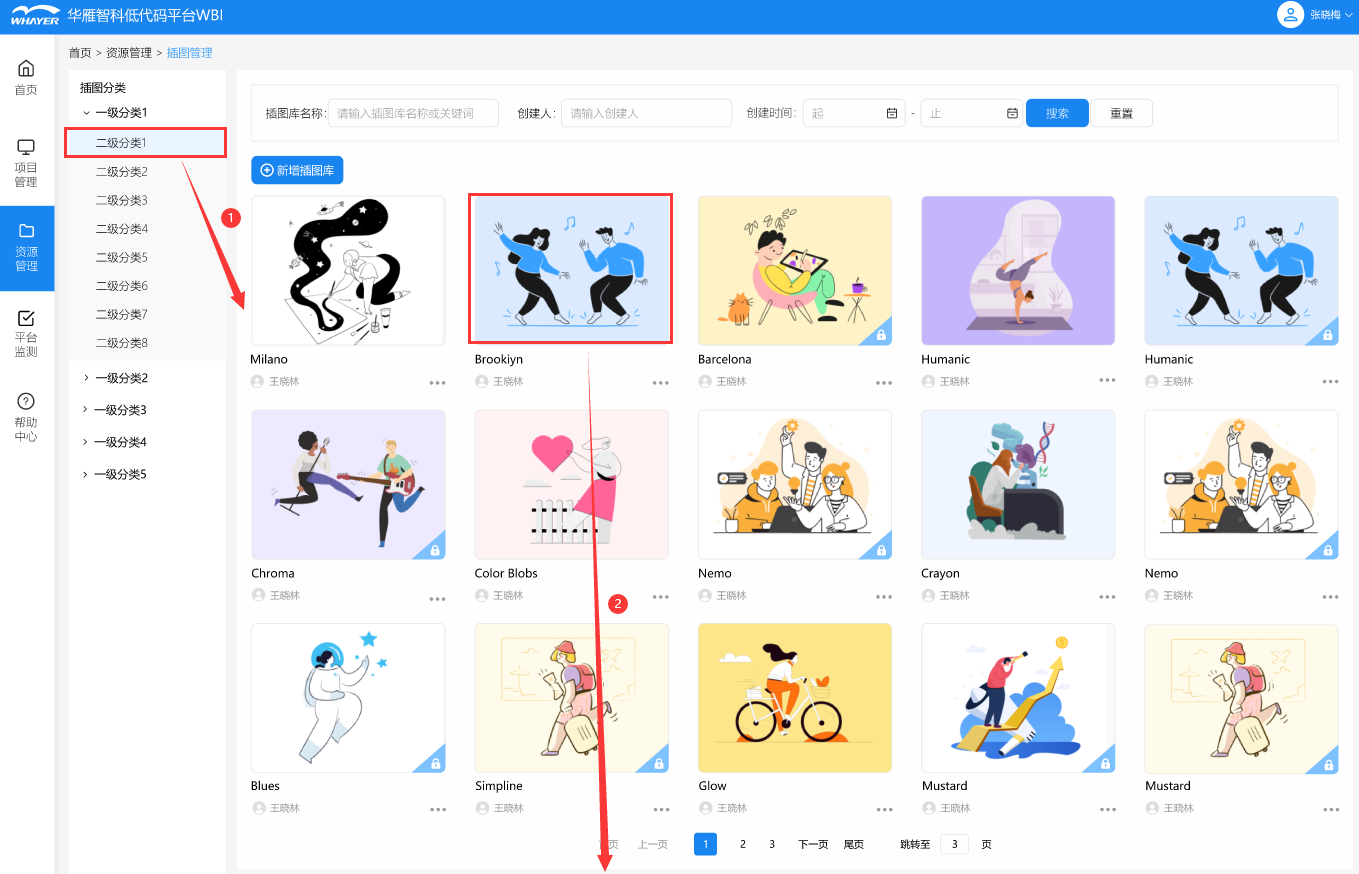 WHAYER 华雁智科低代码平台WBI
张晓梅
首页 > 资源管理 > 插图管理
首页
项目
管理
资源
管理
平台
监测
帮助
中心
插图分类
一级分类1
二级分类1
二级分类2
二级分类3
二级分类4
二级分类5
二级分类6
二级分类7
二级分类8
一级分类2
一级分类3
一级分类4
一级分类5
1
插图库名称: 请输入插图库名称或关键词 创建人: 请输入创建人 创建时间: 起 - 止 搜索 重置
新增插图库
Milano Brookiyn Barcelona Humanic Humanic
王晓林 王晓林 王晓林 王晓林 王晓林
Chroma Color Blobs Nemo Crayon Nemo
王晓林 王晓林 王晓林 王晓林 王晓林
2
Blues Simpline Glow Mustard Mustard
王晓林 王晓林 王晓林 王晓林 王晓林
页 上一页 1 2 3 下一页 尾页 跳转至 3 页